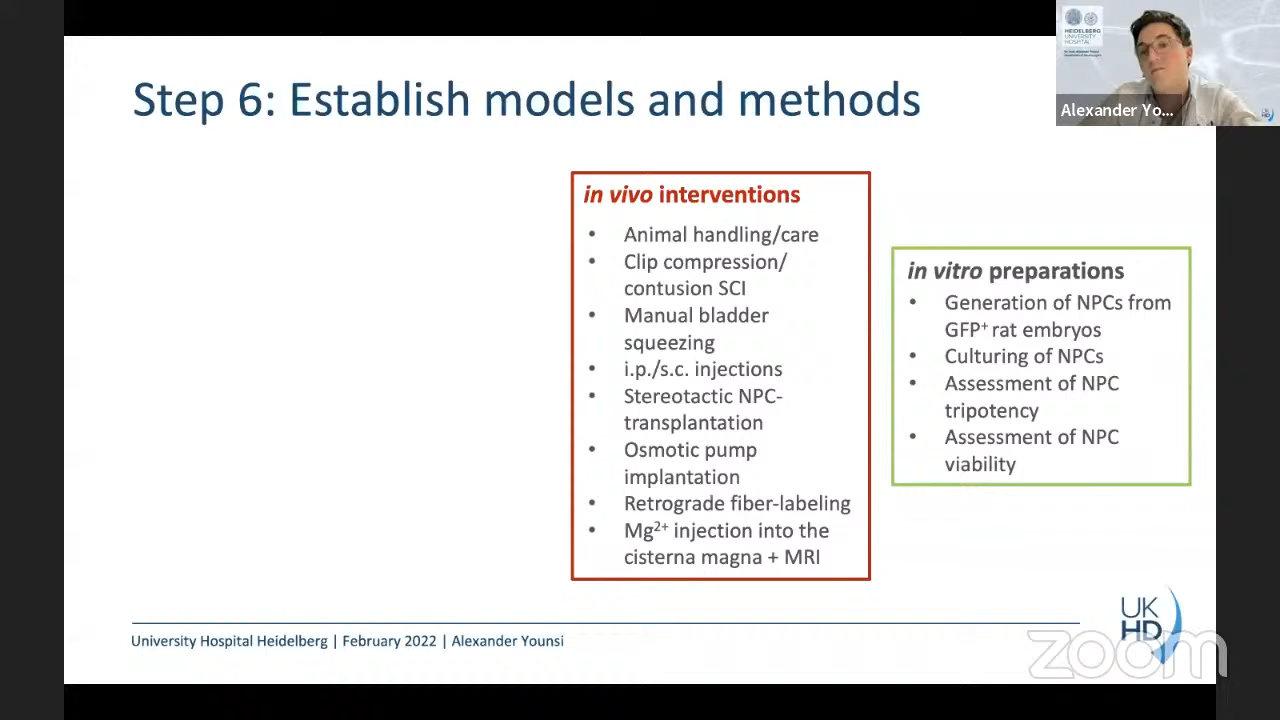 Step 6: Establish models and methods
in vivo interventions
• Animal handling/care
• Clip compression/
contusion SCI
• Manual bladder
squeezing
• i.p./s.c. injections
• Stereotactic NPC-
transplantation
• Osmotic pump
implantation
• Retrograde fiber-labeling
• Mg²⁺ injection into the
cisterna magna + MRI
in vitro preparations
• Generation of NPCs from
GFP⁺ rat embryos
• Culturing of NPCs
• Assessment of NPC
tripotency
• Assessment of NPC
viability
University Hospital Heidelberg | February 2022 | Alexander Younsi
UK
HD
zoom
HEIDELBERG
UNIVERSITY
HOSPITAL
Alexander Yo...